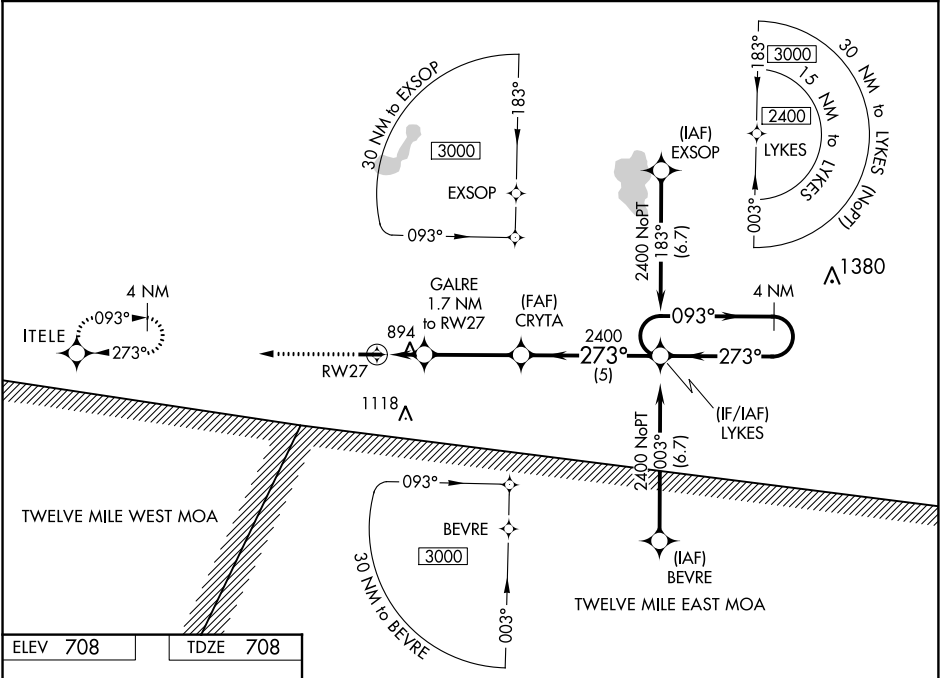 30 NM to EXSOP
183°
3000
EXSOP
093°
(IAF)
EXSOP
2400 NoPT
183°
(6.7)
183°
3000
30 NM to LYKES (NoPT)
15 NM to LYKES
2400
LYKES
003°
1380
4 NM
ITELE
093°
273°
GALRE
1.7 NM
to RW27
(FAF)
CRYTA
894
RW27
2400
273°
(5)
4 NM
093°
273°
(IF/IAF)
LYKES
1118
2400 NoPT
003°
(6.7)
TWELVE MILE WEST MOA
093°
BEVRE
3000
30 NM to BEVRE
003°
(IAF)
BEVRE
TWELVE MILE EAST MOA
ELEV 708
TDZE 708